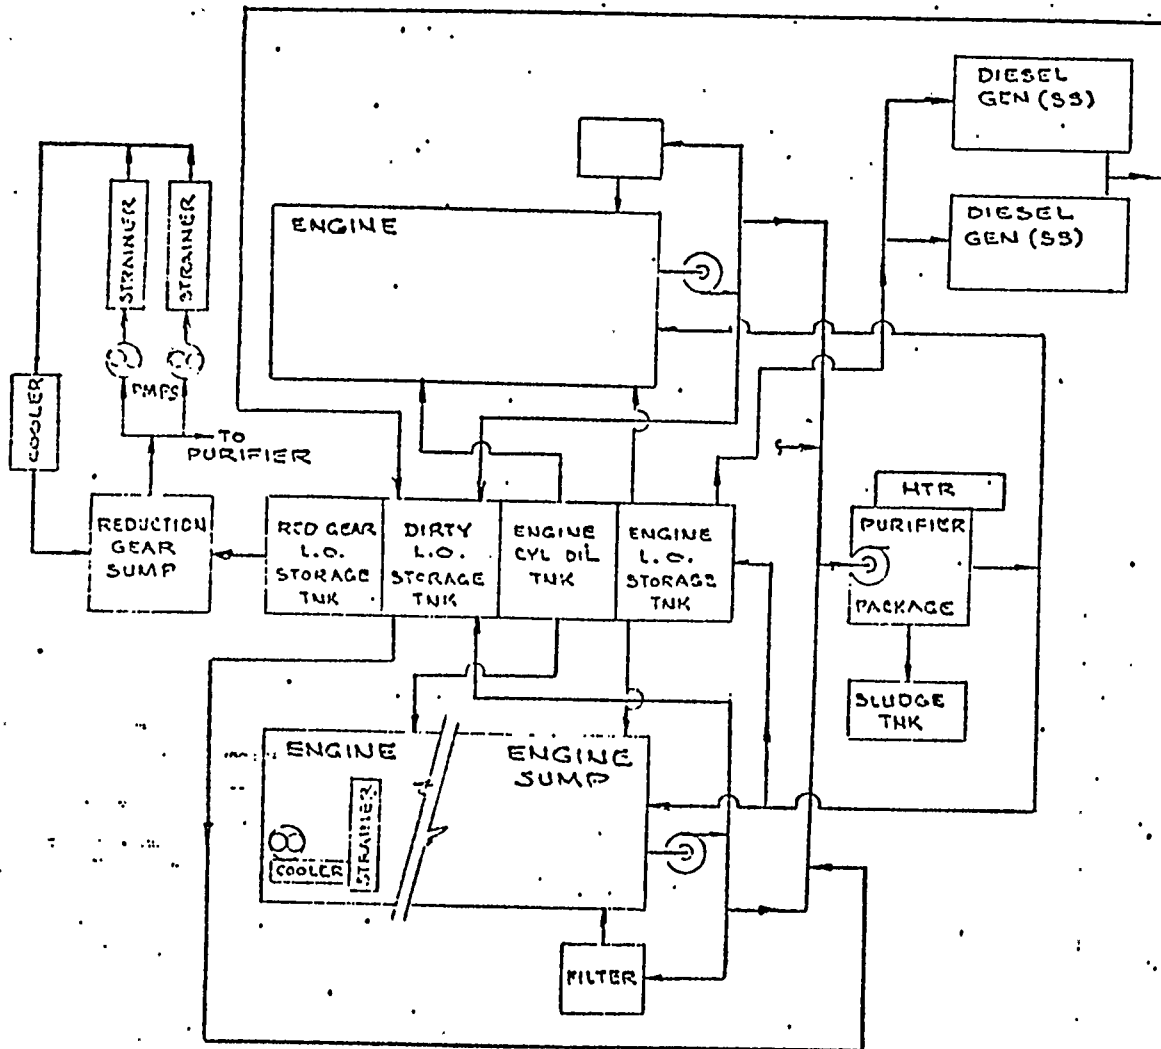 DIESEL
GEN (SS)
DIESEL
GEN (SS)
ENGINE
STRAINER
STRAINER
PMPS
COOLER
TO
PURIFIER
REDUCTION
GEAR
SUMP
RED GEAR
L.O.
STORAGE
TNK
DIRTY
L.O.
STORAGE
TNK
ENGINE
CYL OIL
TNK
ENGINE
L.O.
STORAGE
TNK
HTR
PURIFIER
PACKAGE
SLUDGE
TNK
ENGINE
ENGINE
SUMP
STRAINER
COOLER
FILTER